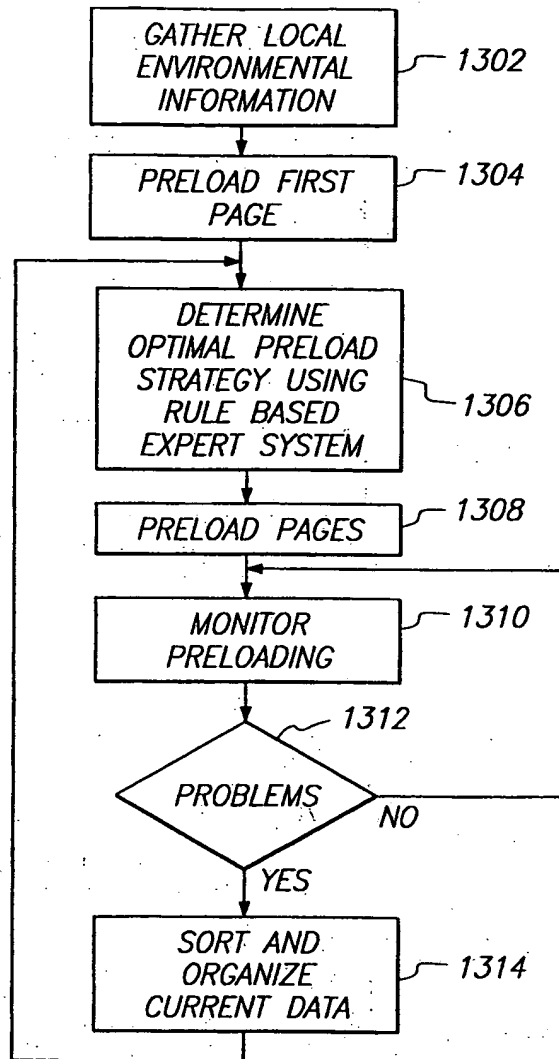 GATHER LOCAL
ENVIRONMENTAL
INFORMATION
1302
PRELOAD FIRST
PAGE
1304
DETERMINE
OPTIMAL PRELOAD
STRATEGY USING
RULE BASED
EXPERT SYSTEM
1306
PRELOAD PAGES
1308
MONITOR
PRELOADING
1310
1312
PROBLEMS
NO
YES
SORT AND
ORGANIZE
CURRENT DATA
1314